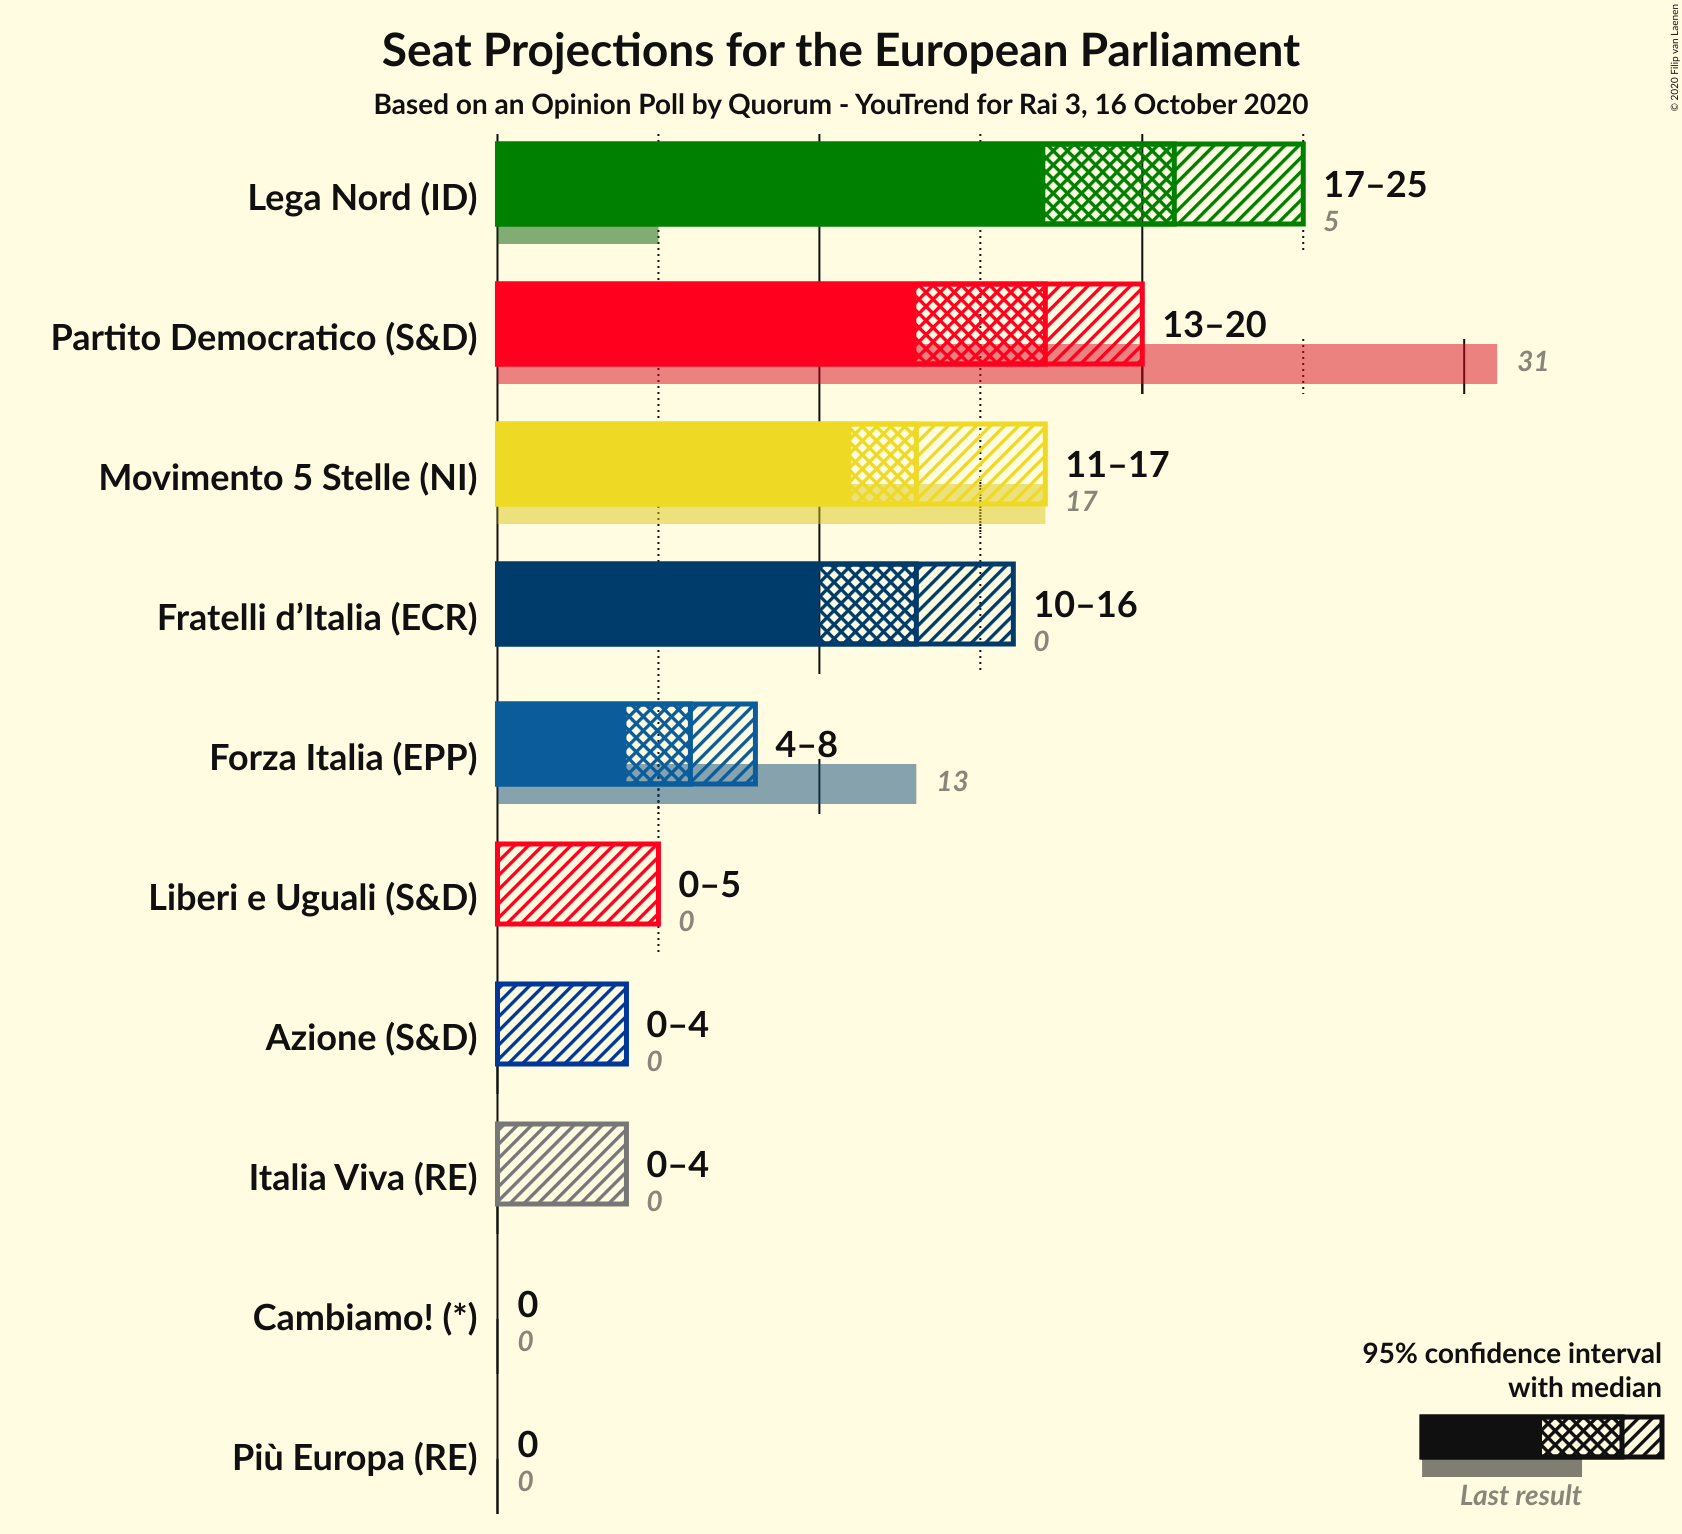 Seat Projections for the European Parliament
Based on an Opinion Poll by Quorum - YouTrend for Rai 3, 16 October 2020
© 2020 Filip van Laenen
Lega Nord (ID)
17–25
5
Partito Democratico (S&D)
13–20
31
Movimento 5 Stelle (NI)
11–17
17
Fratelli d’Italia (ECR)
10–16
0
Forza Italia (EPP)
4–8
13
Liberi e Uguali (S&D)
0–5
0
Azione (S&D)
0–4
0
Italia Viva (RE)
0–4
0
Cambiamo! (*)
0
0
Più Europa (RE)
0
0
95% confidence interval
with median
Last result